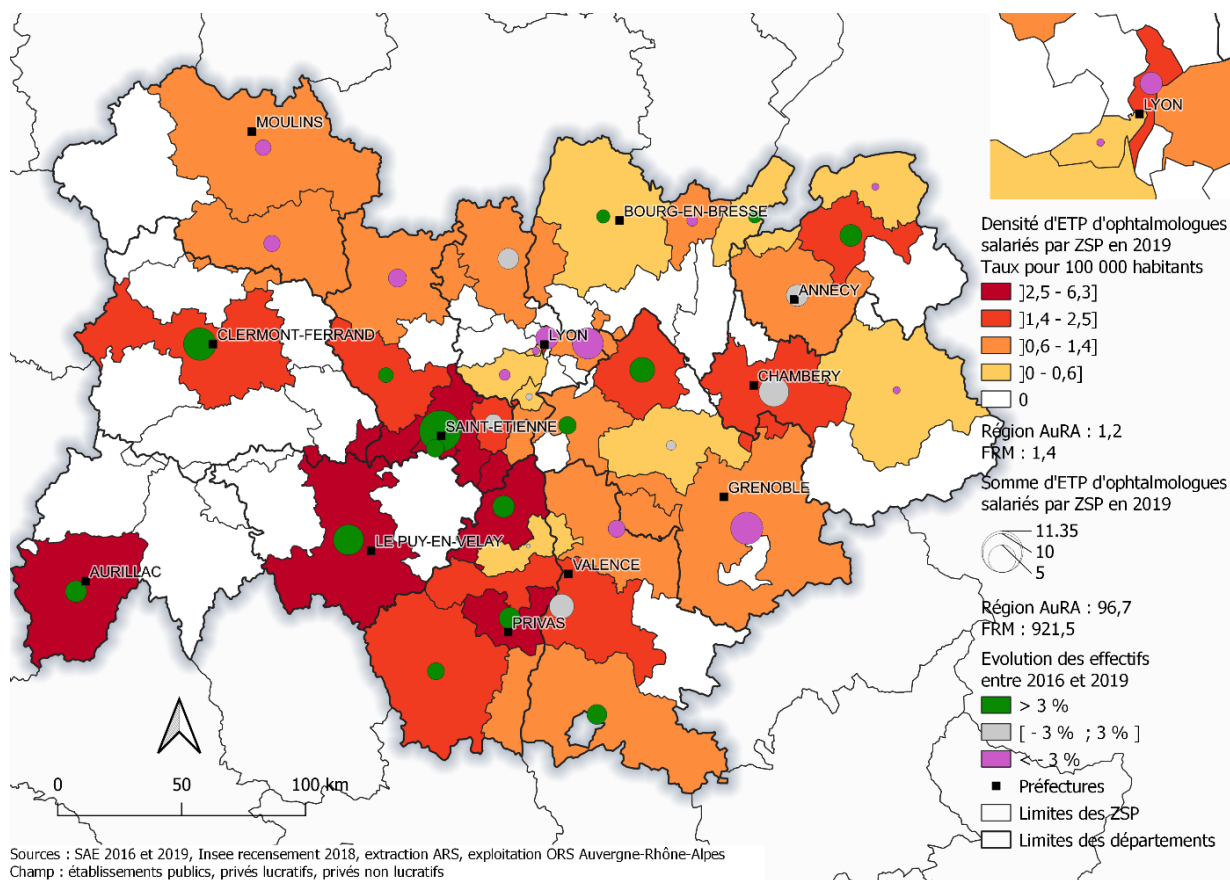 MOULINS
BOURG-EN-BRESSE
ANNECY
CLERMONT-FERRAND
LYON
CHAMBERY
SAINT-ETIENNE
GRENOBLE
LE PUY-EN-VELAY
AURILLAC
VALENCE
PRIVAS
0 50 100 km
LYON
Densité d'ETP d'ophtalmologues
salariés par ZSP en 2019
Taux pour 100 000 habitants
]2,5 - 6,3]
]1,4 - 2,5]
]0,6 - 1,4]
]0 - 0,6]
0
Région AuRA : 1,2
FRM : 1,4
Somme d'ETP d'ophtalmologues
salariés par ZSP en 2019
11.35
10
5
Région AuRA : 96,7
FRM : 921,5
Evolution des effectifs
entre 2016 et 2019
> 3 %
[ - 3 % ; 3 % ]
< - 3 %
Préfectures
Limites des ZSP
Limites des départements
Sources : SAE 2016 et 2019, Insee recensement 2018, extraction ARS, exploitation ORS Auvergne-Rhône-Alpes
Champ : établissements publics, privés lucratifs, privés non lucratifs